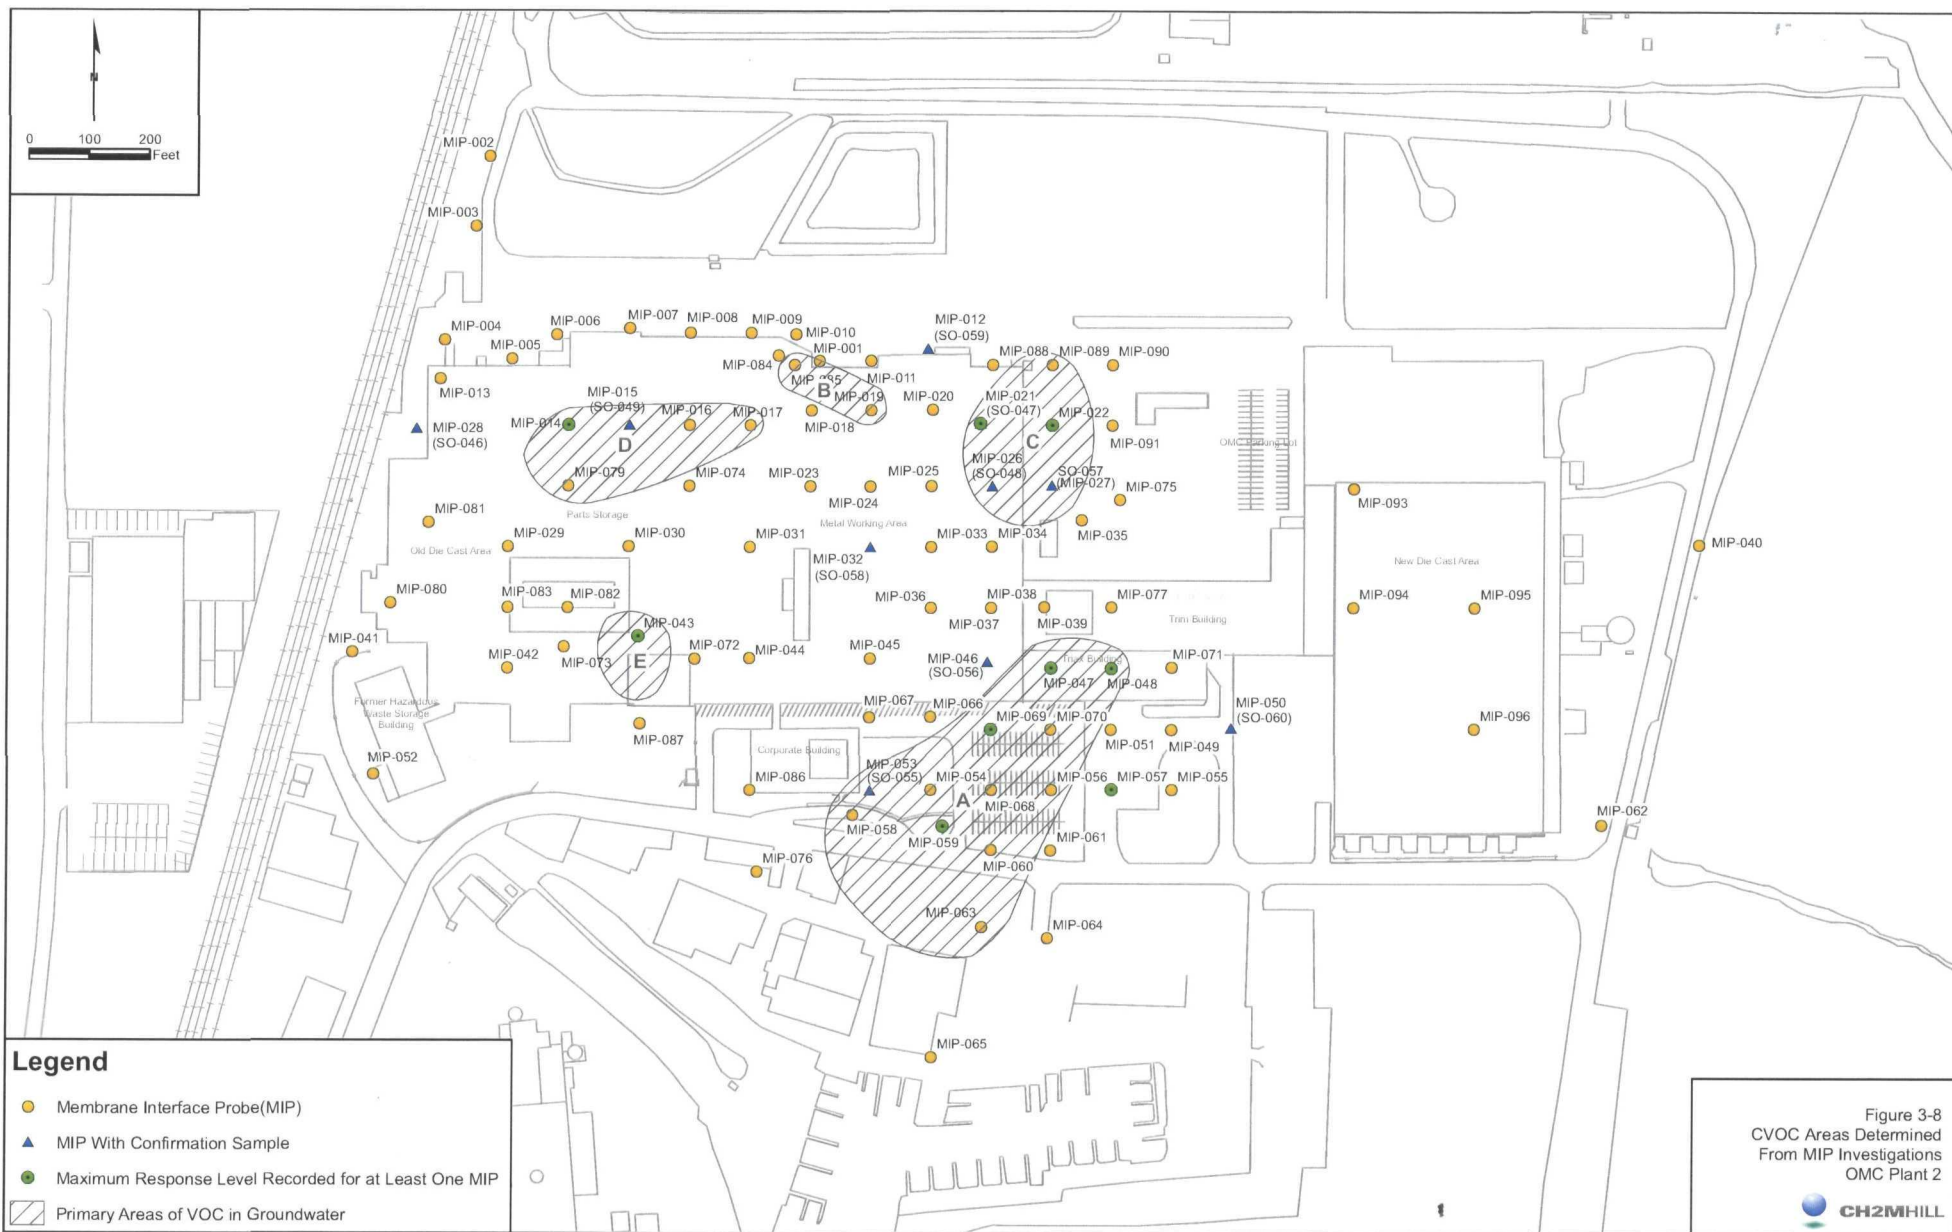 0 100 200
Feet
MIP-002
MIP-003
MIP-004
MIP-005
MIP-006
MIP-007
MIP-008
MIP-009
MIP-010
MIP-001
MIP-012
(SO-059)
MIP-088
MIP-089
MIP-090
MIP-084
MIP-011
MIP-013
MIP-015
(SO-049)
MIP-016
MIP-017
B
MIP-019
MIP-020
MIP-021
(SO-047)
MIP-022
MIP-014
MIP-018
MIP-028
(SO-046)
D
C
MIP-091
OMC Parking Lot
MIP-079
MIP-074
MIP-023
MIP-024
MIP-025
MIP-026
(SO-048)
SO-057
(MIP-027)
MIP-075
MIP-093
MIP-081
Parts Storage
Metal Working Area
MIP-035
Old Die Cast Area
MIP-029
MIP-030
MIP-031
MIP-032
(SO-058)
MIP-033
MIP-034
New Die Cast Area
MIP-040
MIP-080
MIP-083
MIP-082
MIP-036
MIP-037
MIP-038
MIP-039
MIP-077
Trim Building
MIP-094
MIP-095
MIP-041
MIP-042
MIP-073
MIP-043
E
MIP-072
MIP-044
MIP-045
MIP-046
(SO-056)
Triax Building
MIP-047
MIP-048
MIP-071
Former Hazardous
Waste Storage
Building
MIP-087
MIP-067
MIP-066
MIP-069
MIP-070
MIP-051
MIP-049
MIP-050
(SO-060)
MIP-096
MIP-052
Corporate Building
MIP-086
MIP-053
(SO-055)
MIP-054
A
MIP-068
MIP-056
MIP-057
MIP-055
MIP-058
MIP-059
MIP-060
MIP-061
MIP-062
MIP-076
MIP-063
MIP-064
MIP-065
Legend
Membrane Interface Probe(MIP)
MIP With Confirmation Sample
Maximum Response Level Recorded for at Least One MIP
Primary Areas of VOC in Groundwater
Figure 3-8
CVOC Areas Determined
From MIP Investigations
OMC Plant 2
CH2MHILL